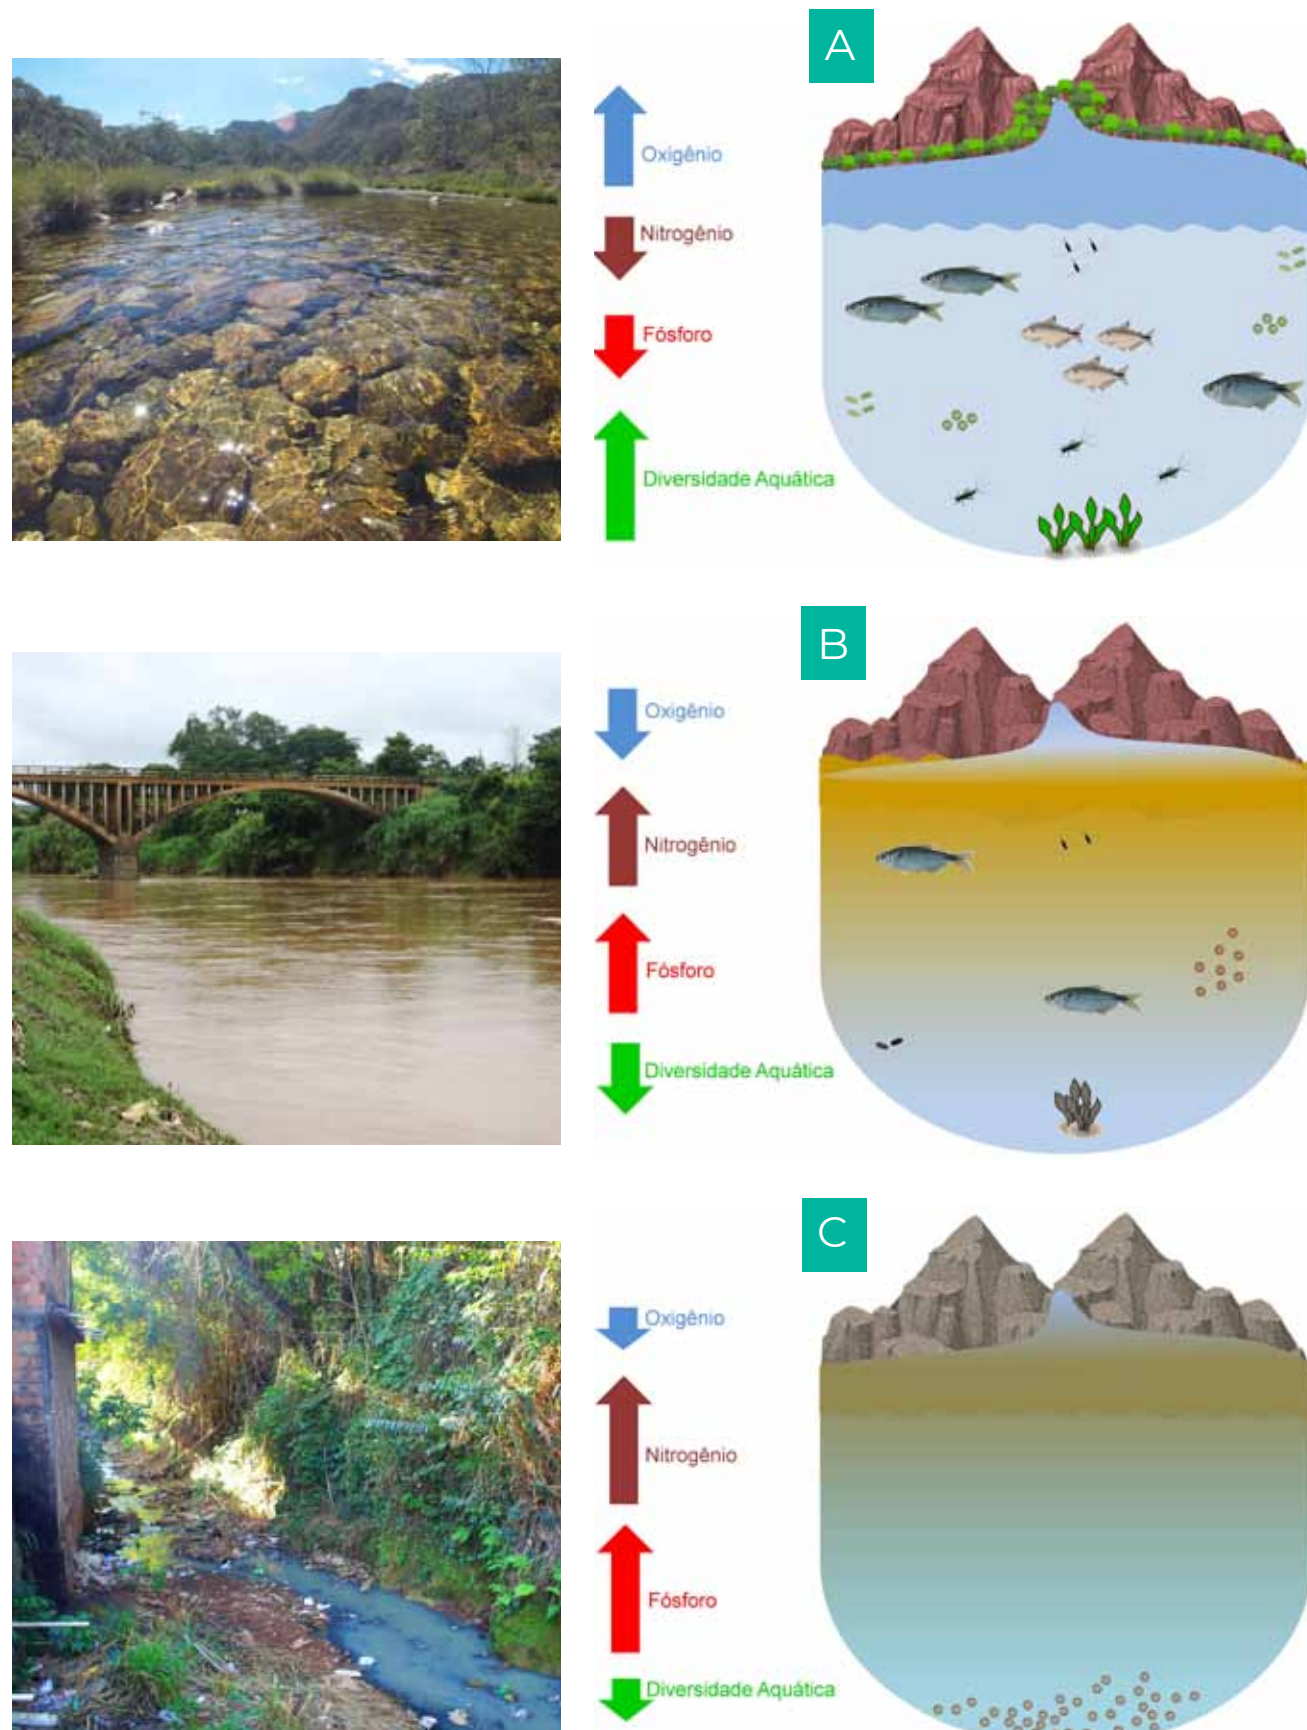 A
Oxigênio
Nitrogênio
Fósforo
Diversidade Aquática
B
Oxigênio
Nitrogênio
Fósforo
Diversidade Aquática
C
Oxigênio
Nitrogênio
Fósforo
Diversidade Aquática